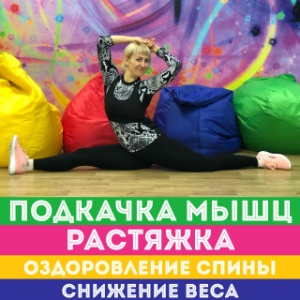 ПОДКАЧКА МЫШЦ
РАСТЯЖКА
ОЗДОРОВЛЕНИЕ СПИНЫ
СНИЖЕНИЕ ВЕСА